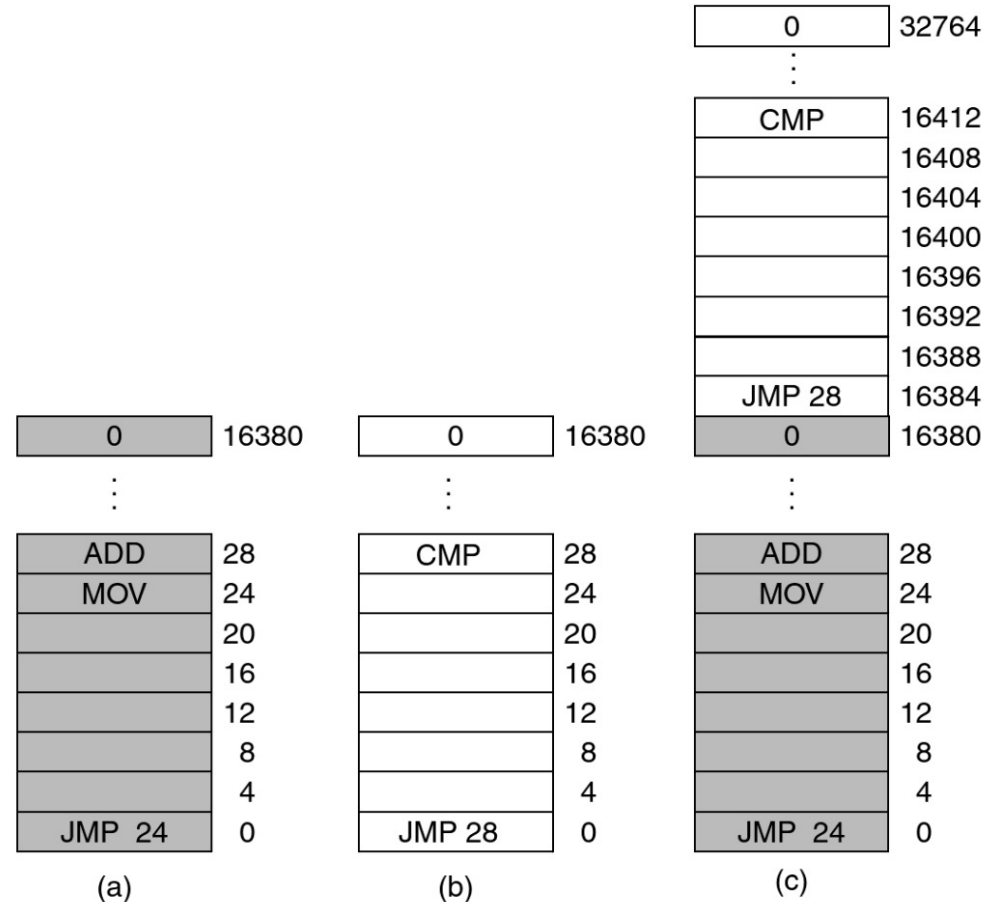 0 32764
⋮
CMP 16412
16408
16404
16400
16396
16392
16388
JMP 28 16384
0 16380 0 16380 0 16380
⋮ ⋮ ⋮
ADD 28 CMP 28 ADD 28
MOV 24 24 MOV 24
20 20 20
16 16 16
12 12 12
8 8 8
4 4 4
JMP 24 0 JMP 28 0 JMP 24 0
(a) (b) (c)